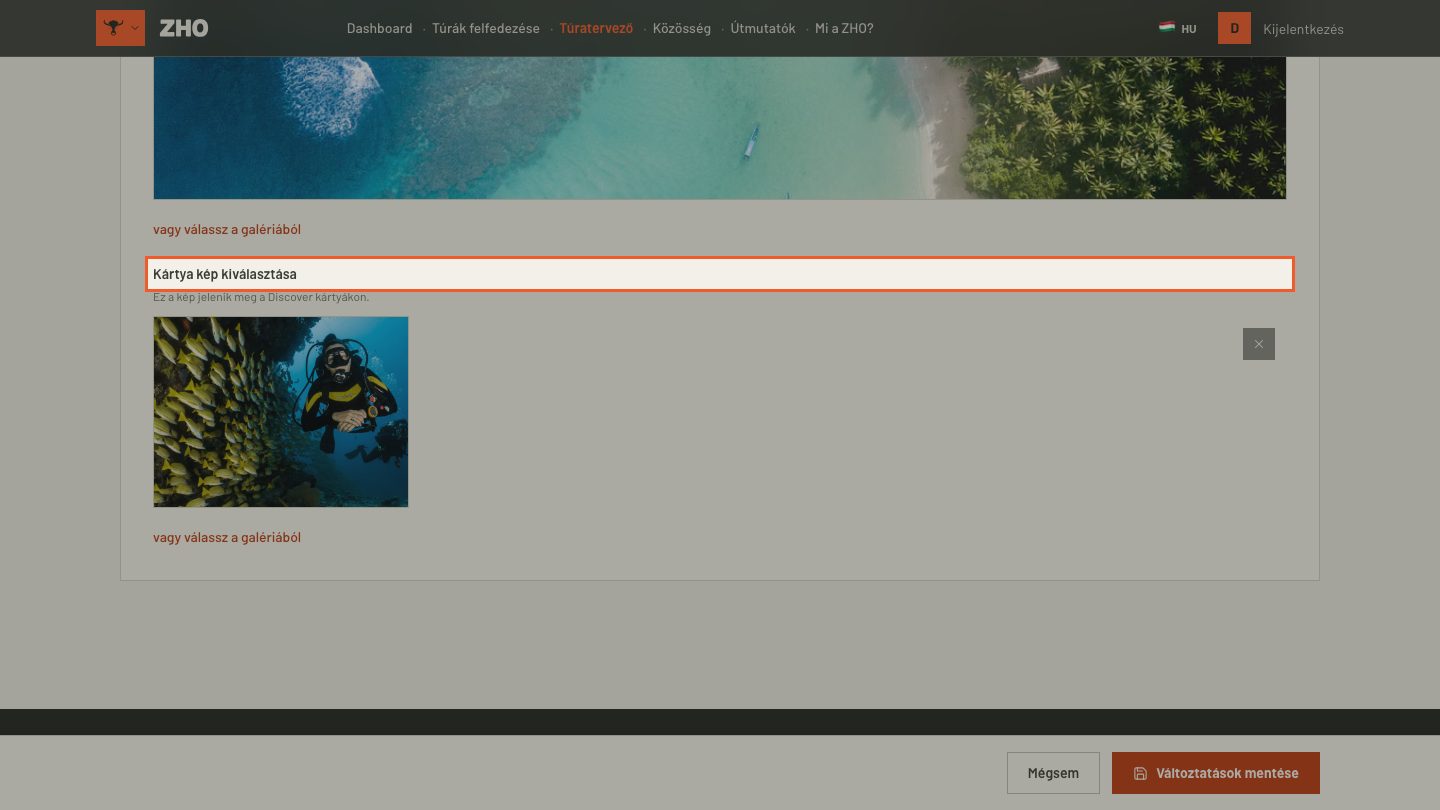 ZHO
Dashboard · Túrák felfedezése · Túratervező · Közösség · Útmutatók · Mi a ZHO?
HU
D
Kijelentkezés
vagy válassz a galériából
Kártya kép kiválasztása
Ez a kép jelenik meg a Discover kártyákon.
vagy válassz a galériából
Mégsem
Változtatások mentése